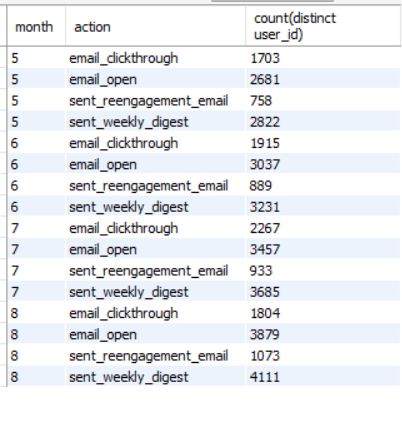 month action count(distinct
user_id)
5 email_clickthrough 1703
5 email_open 2681
5 sent_reengagement_email 758
5 sent_weekly_digest 2822
6 email_clickthrough 1915
6 email_open 3037
6 sent_reengagement_email 889
6 sent_weekly_digest 3231
7 email_clickthrough 2267
7 email_open 3457
7 sent_reengagement_email 933
7 sent_weekly_digest 3685
8 email_clickthrough 1804
8 email_open 3879
8 sent_reengagement_email 1073
8 sent_weekly_digest 4111